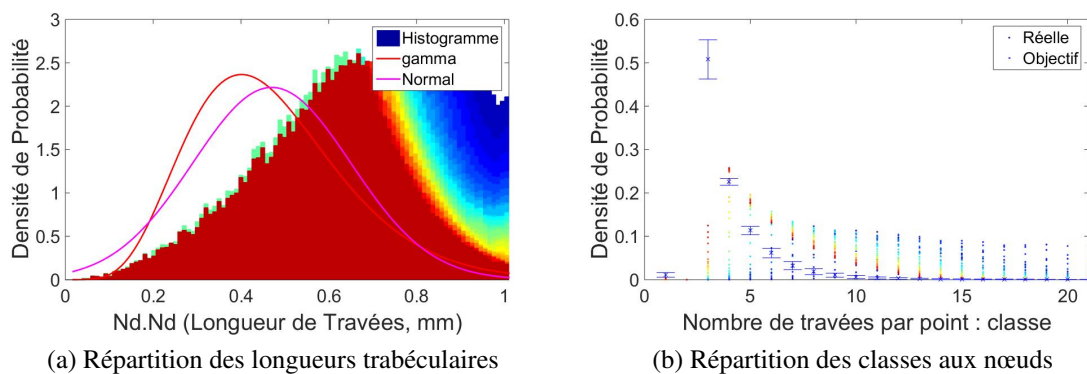 3
2.5
2
1.5
1
0.5
0
Densité de Probabilité
Histogramme
gamma
Normal
0 0.2 0.4 0.6 0.8 1
Nd.Nd (Longueur de Travées, mm)
(a) Répartition des longueurs trabéculaires
0.6
0.5
0.4
0.3
0.2
0.1
0
Densité de Probabilité
Réelle
Objectif
0 5 10 15 20
Nombre de travées par point : classe
(b) Répartition des classes aux nœuds